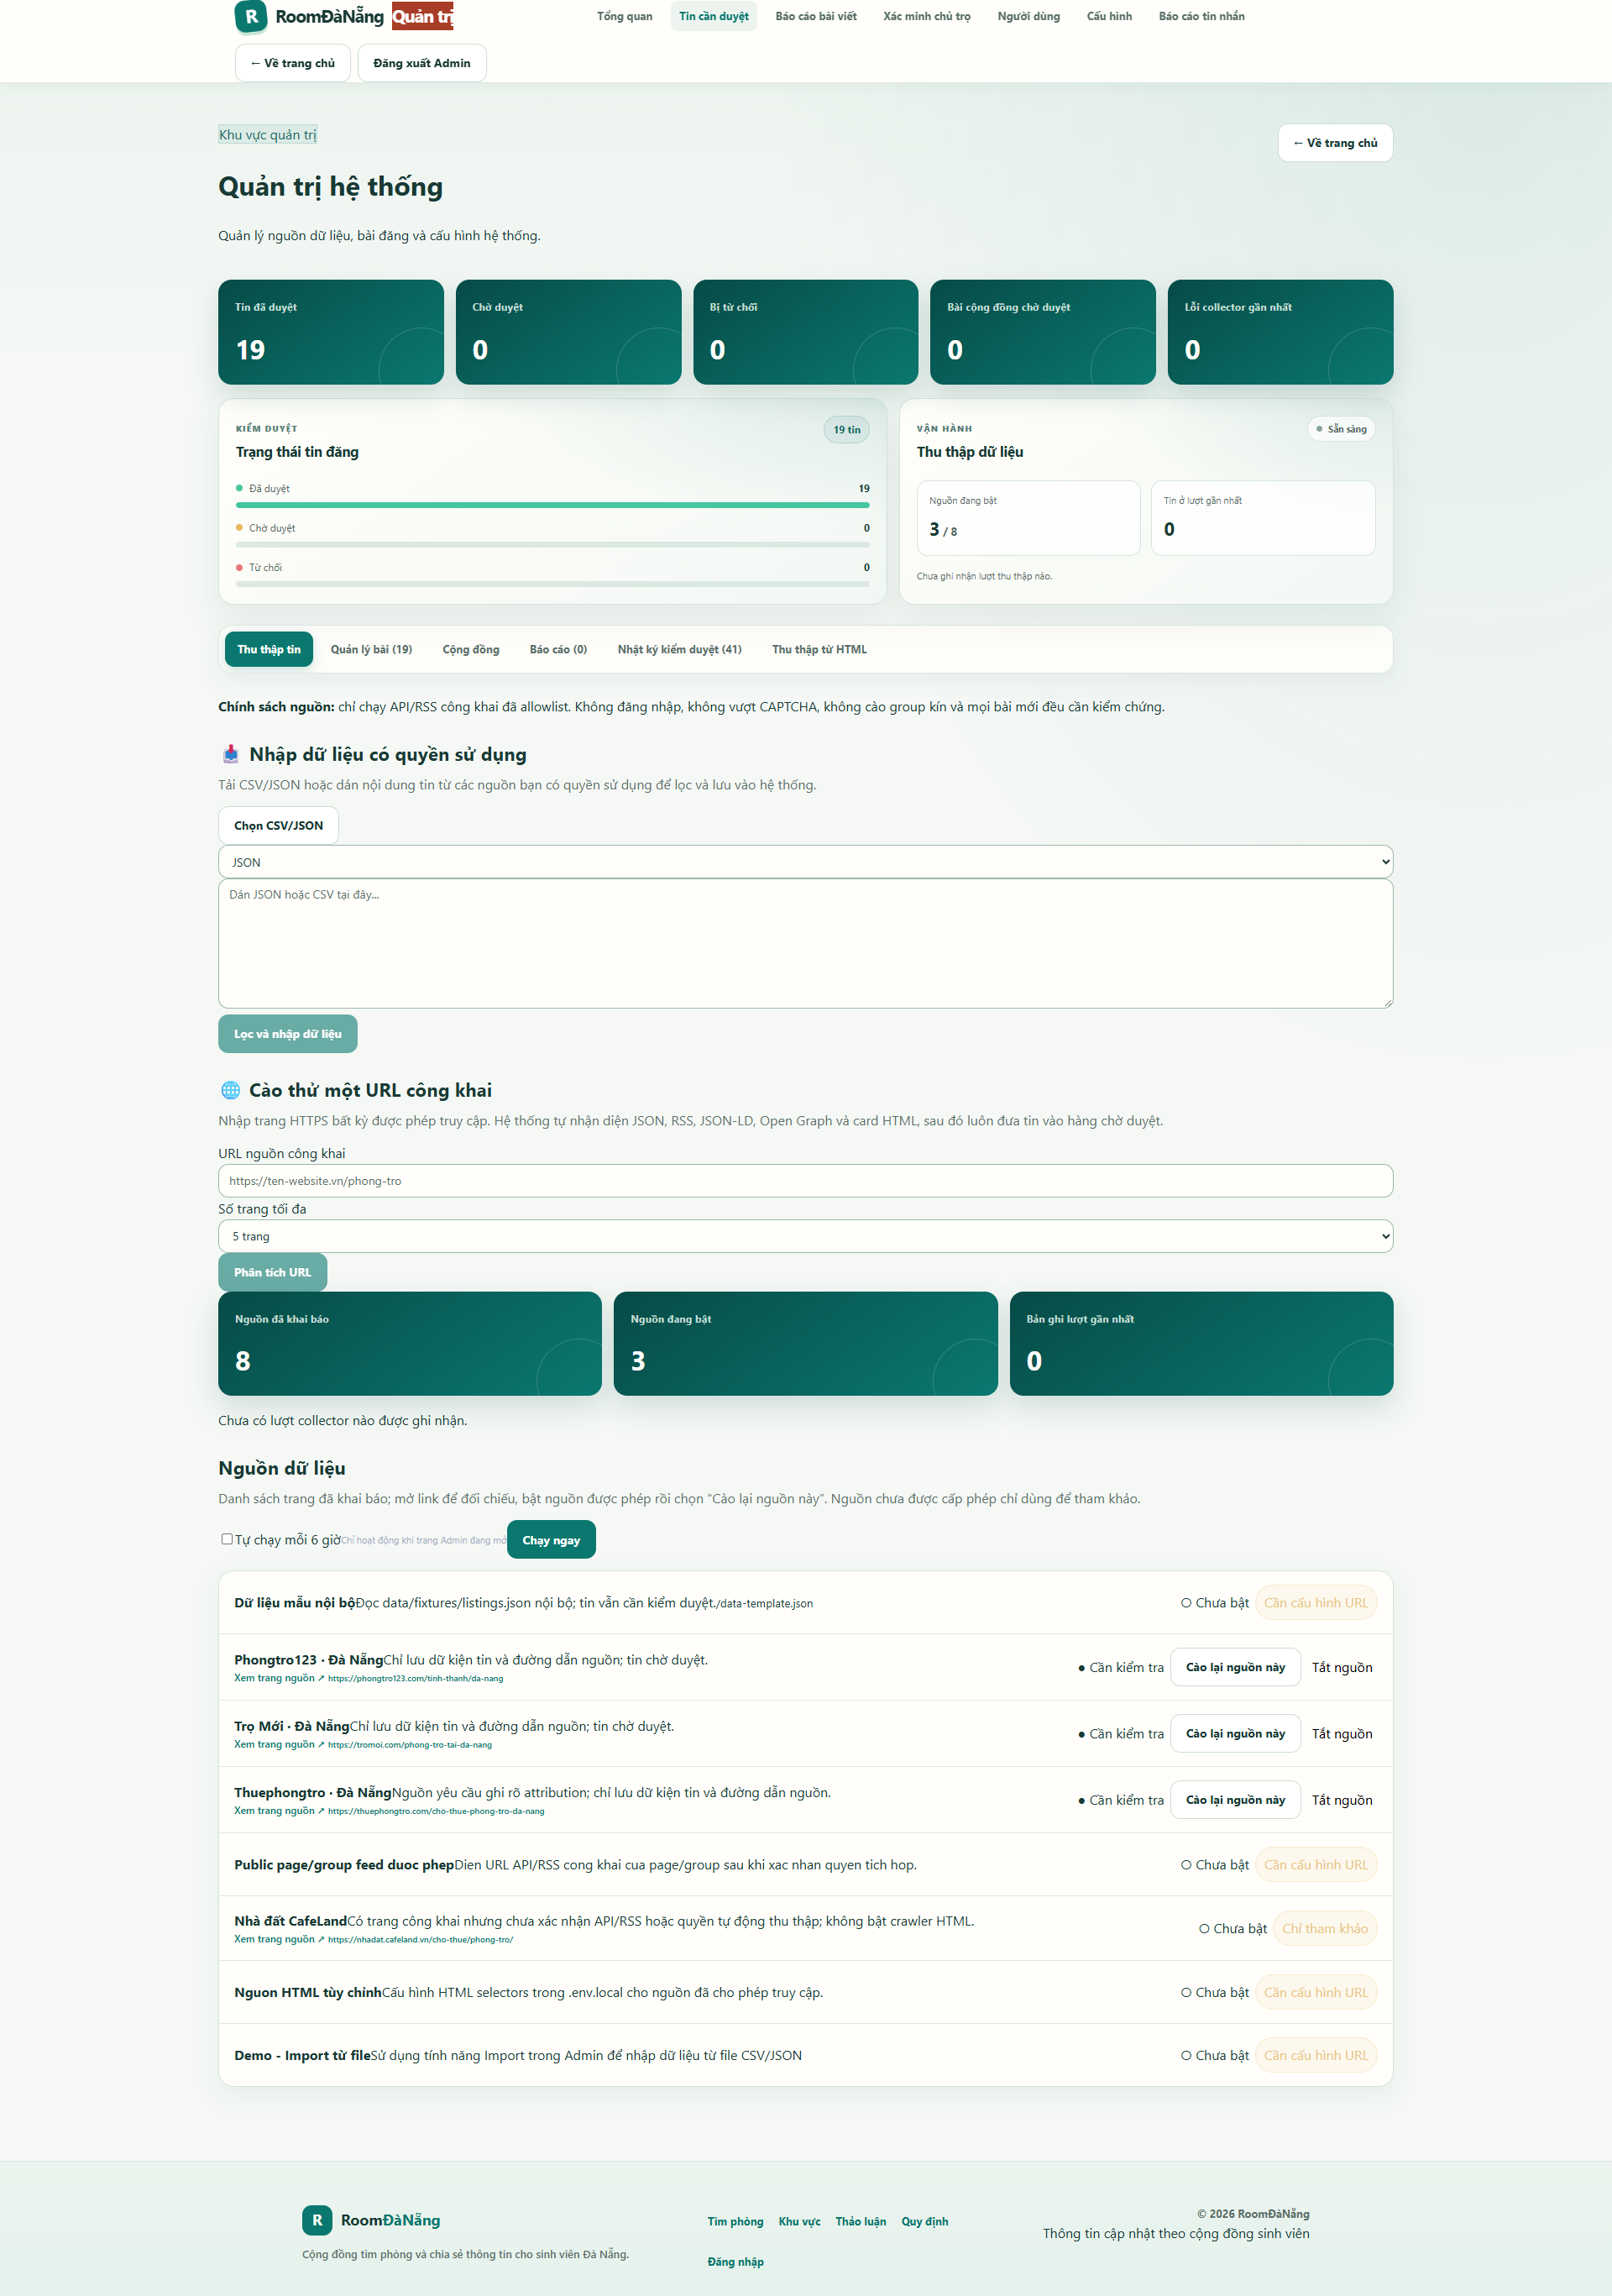 R RoomĐàNẵng Quản trị
Tổng quan Tin cần duyệt Báo cáo bài viết Xác minh chủ trọ Người dùng Cấu hình Báo cáo tin nhắn
← Về trang chủ Đăng xuất Admin
Khu vực quản trị
← Về trang chủ
Quản trị hệ thống
Quản lý nguồn dữ liệu, bài đăng và cấu hình hệ thống.
Tin đã duyệt
19
Chờ duyệt
0
Bị từ chối
0
Bài cộng đồng chờ duyệt
0
Lỗi collector gần nhất
0
KIỂM DUYỆT
Trạng thái tin đăng
19 tin
Đã duyệt 19
Chờ duyệt 0
Từ chối 0
VẬN HÀNH
Thu thập dữ liệu
Sẵn sàng
Nguồn đang bật
3 / 8
Tin ở lượt gần nhất
0
Chưa ghi nhận lượt thu thập nào.
Thu thập tin Quản lý bài (19) Cộng đồng Báo cáo (0) Nhật ký kiểm duyệt (41) Thu thập từ HTML
Chính sách nguồn: chỉ chạy API/RSS công khai đã allowlist. Không đăng nhập, không vượt CAPTCHA, không cào group kín và mọi bài mới đều cần kiểm chứng.
📥 Nhập dữ liệu có quyền sử dụng
Tải CSV/JSON hoặc dán nội dung tin từ các nguồn bạn có quyền sử dụng để lọc và lưu vào hệ thống.
Chọn CSV/JSON
JSON
Dán JSON hoặc CSV tại đây...
Lọc và nhập dữ liệu
🌐 Cào thử một URL công khai
Nhập trang HTTPS bất kỳ được phép truy cập. Hệ thống tự nhận diện JSON, RSS, JSON-LD, Open Graph và card HTML, sau đó luôn đưa tin vào hàng chờ duyệt.
URL nguồn công khai
https://ten-website.vn/phong-tro
Số trang tối đa
5 trang
Phân tích URL
Nguồn đã khai báo
8
Nguồn đang bật
3
Bản ghi lượt gần nhất
0
Chưa có lượt collector nào được ghi nhận.
Nguồn dữ liệu
Danh sách trang đã khai báo; mở link để đối chiếu, bật nguồn được phép rồi chọn “Cào lại nguồn này”. Nguồn chưa được cấp phép chỉ dùng để tham khảo.
Tự chạy mỗi 6 giờChỉ hoạt động khi trang Admin đang mở Chạy ngay
Dữ liệu mẫu nội bộĐọc data/fixtures/listings.json nội bộ; tin vẫn cần kiểm duyệt./data-template.json
○ Chưa bật Cần cấu hình URL
Phongtro123 · Đà NẵngChỉ lưu dữ kiện tin và đường dẫn nguồn; tin chờ duyệt.
Xem trang nguồn ↗ https://phongtro123.com/tinh-thanh/da-nang
● Cần kiểm tra Cào lại nguồn này Tắt nguồn
Trọ Mới · Đà NẵngChỉ lưu dữ kiện tin và đường dẫn nguồn; tin chờ duyệt.
Xem trang nguồn ↗ https://tromoi.com/phong-tro-tai-da-nang
● Cần kiểm tra Cào lại nguồn này Tắt nguồn
Thuephongtro · Đà NẵngNguồn yêu cầu ghi rõ attribution; chỉ lưu dữ kiện tin và đường dẫn nguồn.
Xem trang nguồn ↗ https://thuephongtro.com/cho-thue-phong-tro-da-nang
● Cần kiểm tra Cào lại nguồn này Tắt nguồn
Public page/group feed duoc phepDien URL API/RSS cong khai cua page/group sau khi xac nhan quyen tich hop.
○ Chưa bật Cần cấu hình URL
Nhà đất CafeLandCó trang công khai nhưng chưa xác nhận API/RSS hoặc quyền tự động thu thập; không bật crawler HTML.
Xem trang nguồn ↗ https://nhadat.cafeland.vn/cho-thue/phong-tro/
○ Chưa bật Chỉ tham khảo
Nguon HTML tùy chỉnhCấu hình HTML selectors trong .env.local cho nguồn đã cho phép truy cập.
○ Chưa bật Cần cấu hình URL
Demo - Import từ fileSử dụng tính năng Import trong Admin để nhập dữ liệu từ file CSV/JSON
○ Chưa bật Cần cấu hình URL
R RoomĐàNẵng
Cộng đồng tìm phòng và chia sẻ thông tin cho sinh viên Đà Nẵng.
Tìm phòng Khu vực Thảo luận Quy định
Đăng nhập
© 2026 RoomĐàNẵng
Thông tin cập nhật theo cộng đồng sinh viên